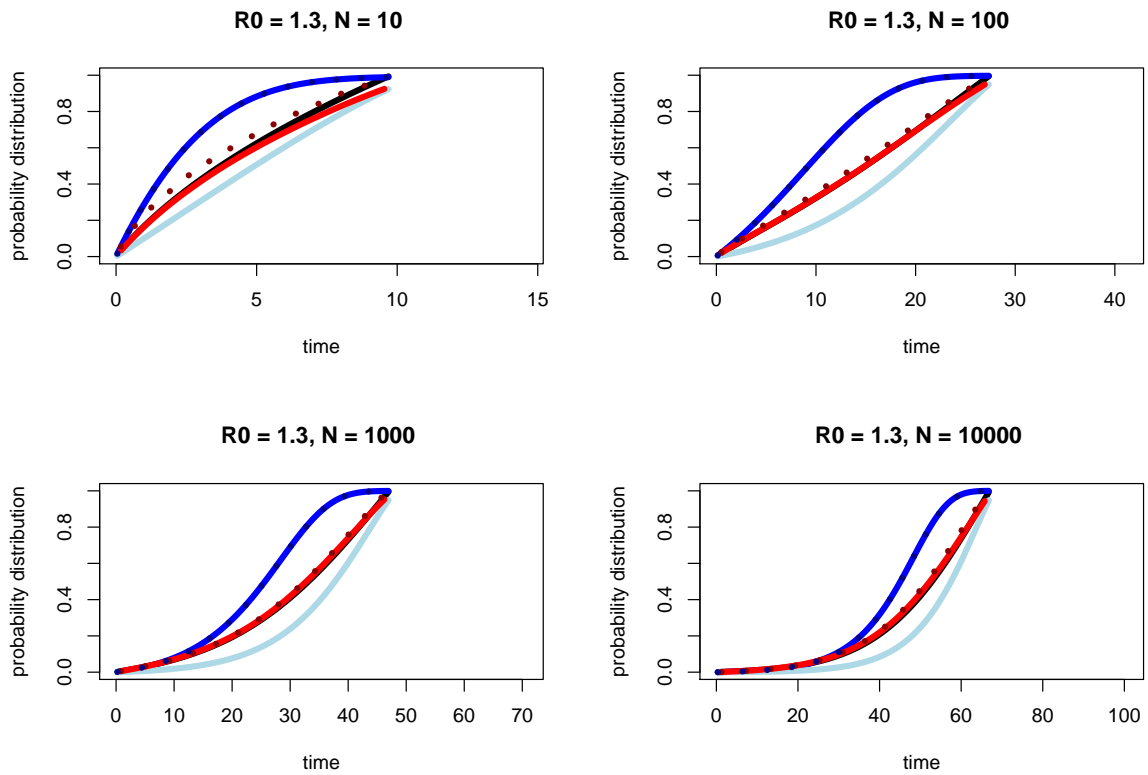 R0 = 1.3, N = 10
probability distribution
0.0 0.4 0.8
0 5 10 15
time
R0 = 1.3, N = 100
probability distribution
0.0 0.4 0.8
0 10 20 30 40
time
R0 = 1.3, N = 1000
probability distribution
0.0 0.4 0.8
0 10 20 30 40 50 60 70
time
R0 = 1.3, N = 10000
probability distribution
0.0 0.4 0.8
0 20 40 60 80 100
time